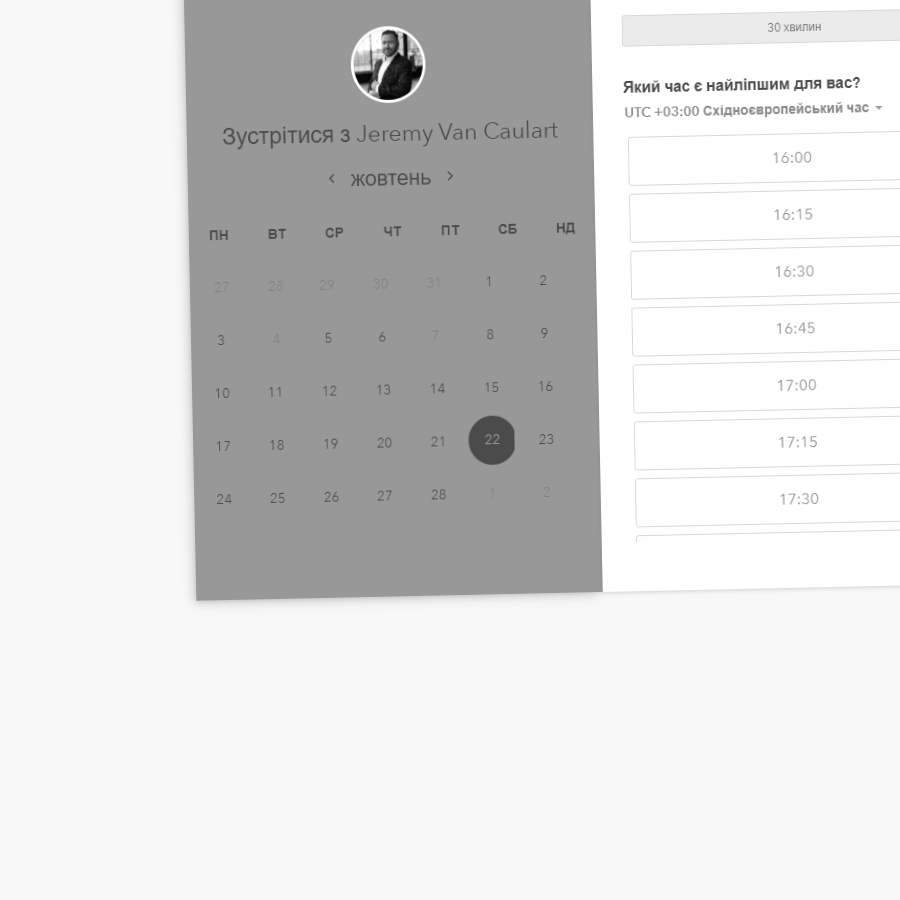 Зустрітися з Jeremy Van Caulart
жовтень
ПН ВТ СР ЧТ ПТ СБ НД
27 28 29 30 31 1 2
3 4 5 6 7 8 9
10 11 12 13 14 15 16
17 18 19 20 21 22 23
24 25 26 27 28 1 2
30 хвилин
Який час є найліпшим для вас?
UTC +03:00 Східноєвропейський час
16:00
16:15
16:30
16:45
17:00
17:15
17:30